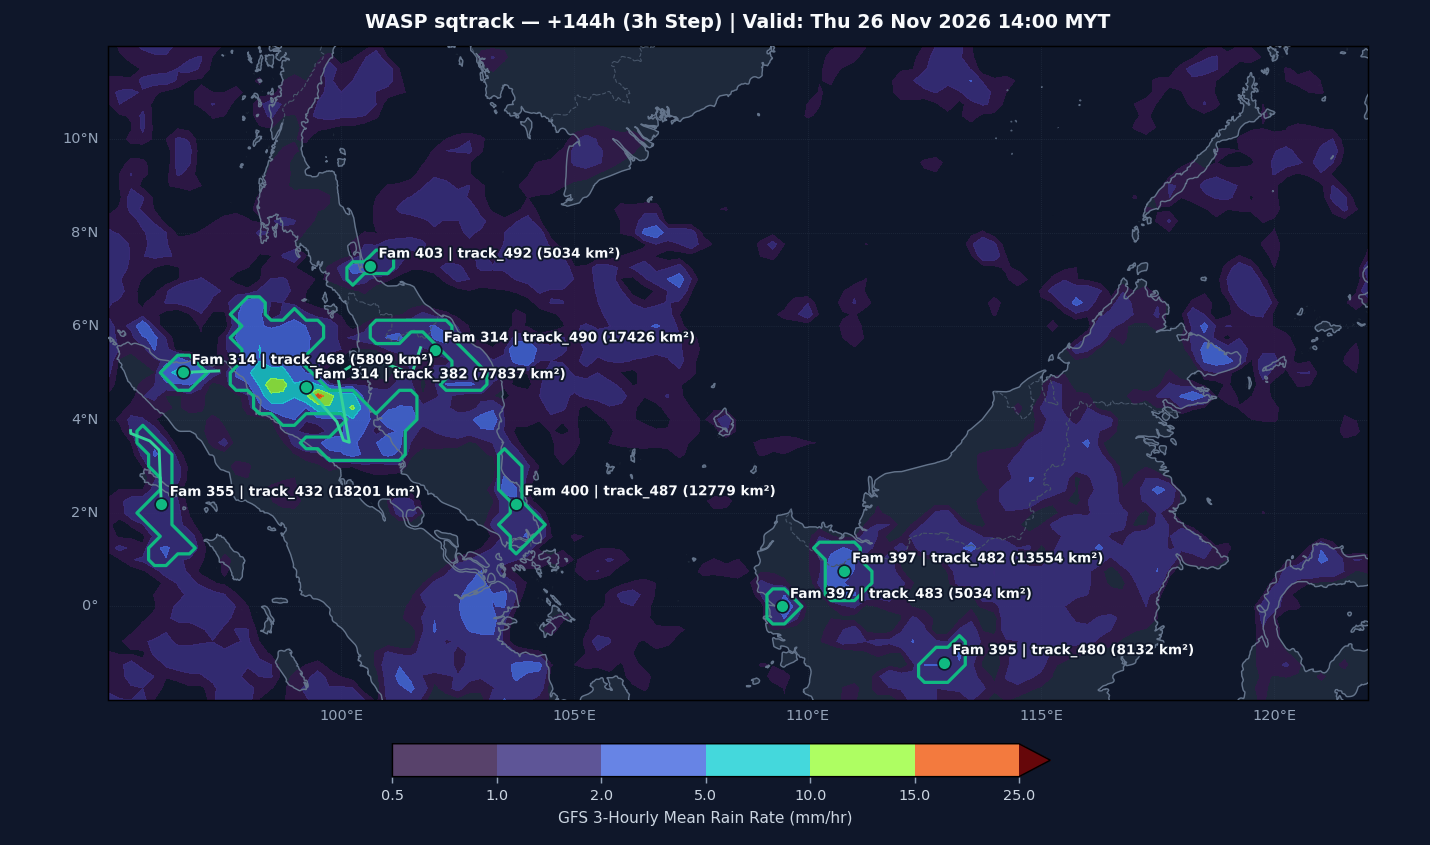 WASP sqtrack — +144h (3h Step) | Valid: Thu 26 Nov 2026 14:00 MYT
10°N
8°N
6°N
4°N
2°N
0°
Fam 403 | track_492 (5034 km²)
Fam 314 | track_490 (17426 km²)
Fam 314 | track_468 (5809 km²)
Fam 314 | track_382 (77837 km²)
Fam 355 | track_432 (18201 km²)
Fam 400 | track_487 (12779 km²)
Fam 397 | track_482 (13554 km²)
Fam 397 | track_483 (5034 km²)
Fam 395 | track_480 (8132 km²)
100°E 105°E 110°E 115°E 120°E
0.5 1.0 2.0 5.0 10.0 15.0 25.0
GFS 3-Hourly Mean Rain Rate (mm/hr)